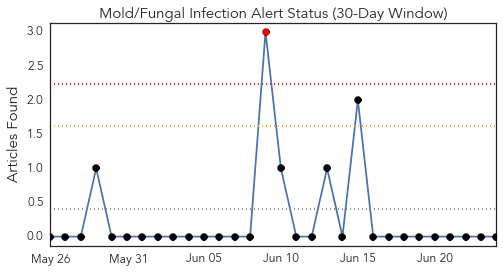 Mold/Fungal Infection Alert Status (30-Day Window)
Articles Found
3.0
2.5
2.0
1.5
1.0
0.5
0.0
May 26 May 31 Jun 05 Jun 10 Jun 15 Jun 20